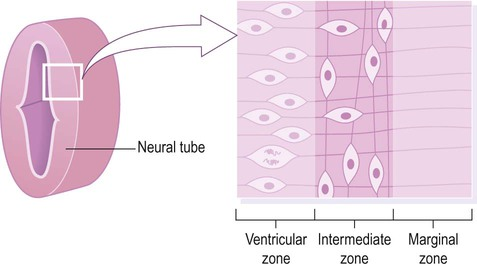 Neural tube
Ventricular zone
Intermediate zone
Marginal zone